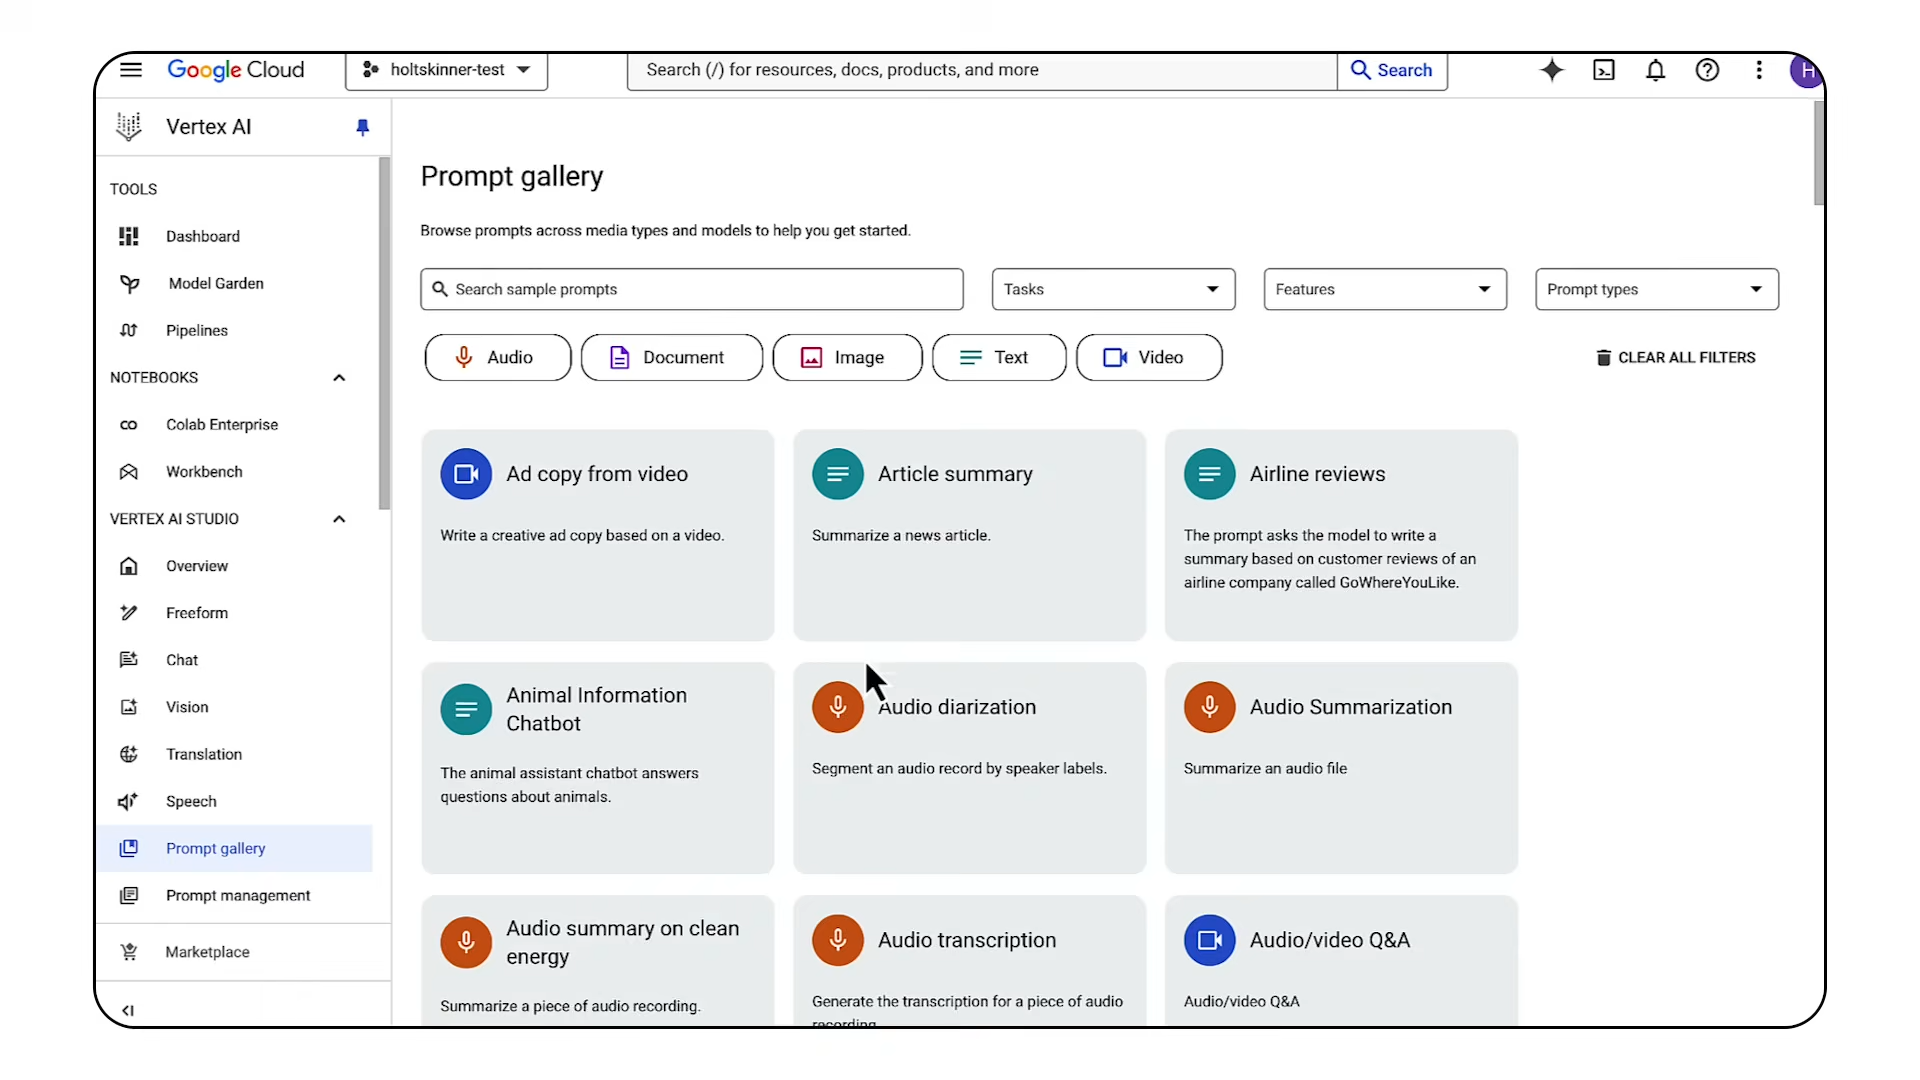 Google Cloud
holtskinner-test
Search (/) for resources, docs, products, and more
Search
H
Vertex AI
TOOLS
Dashboard
Model Garden
Pipelines
NOTEBOOKS
Colab Enterprise
Workbench
VERTEX AI STUDIO
Overview
Freeform
Chat
Vision
Translation
Speech
Prompt gallery
Prompt management
Marketplace
Prompt gallery
Browse prompts across media types and models to help you get started.
Search sample prompts
Tasks
Features
Prompt types
Audio
Document
Image
Text
Video
CLEAR ALL FILTERS
Ad copy from video
Write a creative ad copy based on a video.
Article summary
Summarize a news article.
Airline reviews
The prompt asks the model to write a
summary based on customer reviews of an
airline company called GoWhereYouLike.
Animal Information
Chatbot
The animal assistant chatbot answers
questions about animals.
Audio diarization
Segment an audio record by speaker labels.
Audio Summarization
Summarize an audio file
Audio summary on clean
energy
Summarize a piece of audio recording.
Audio transcription
Generate the transcription for a piece of audio
recording.
Audio/video Q&A
Audio/video Q&A